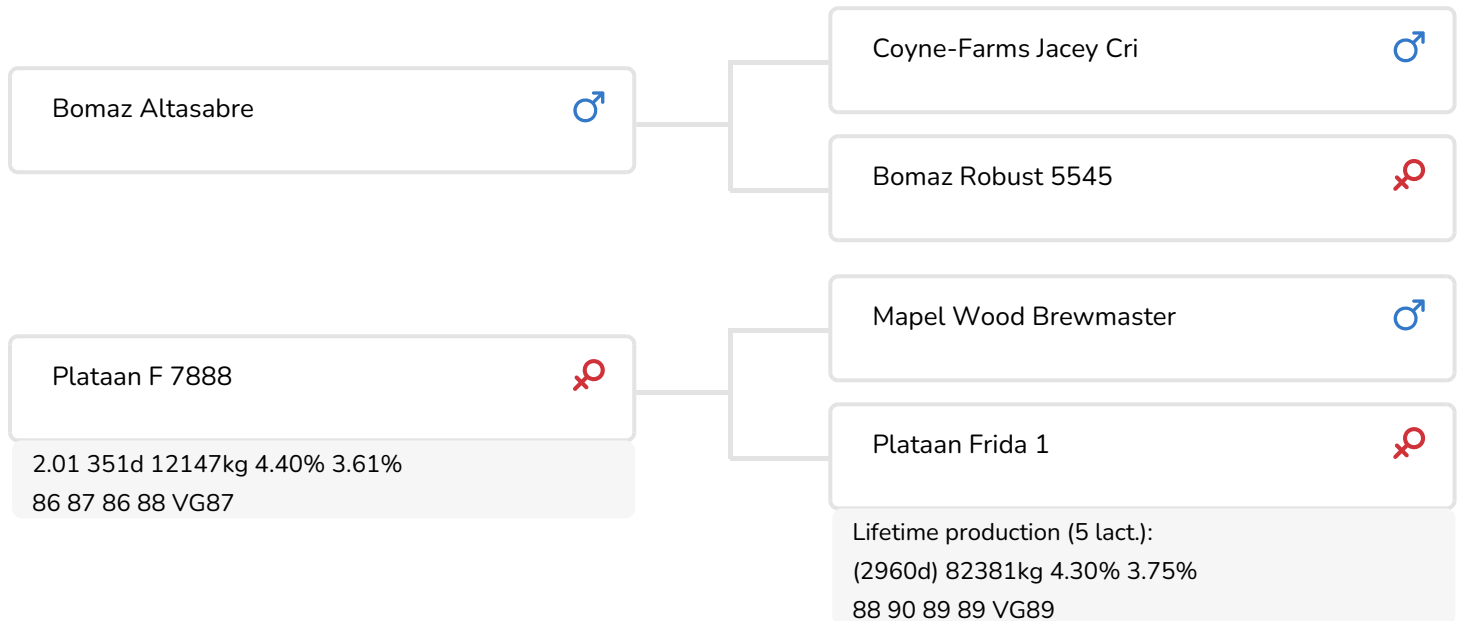 Coyne-Farms Jacey Cri
Bomaz Altasabre
Bomaz Robust 5545
Mapel Wood Brewmaster
Plataan F 7888
2.01 351d 12147kg 4.40% 3.61%
86 87 86 88 VG87
Plataan Frida 1
Lifetime production (5 lact.):
(2960d) 82381kg 4.30% 3.75%
88 90 89 89 VG89